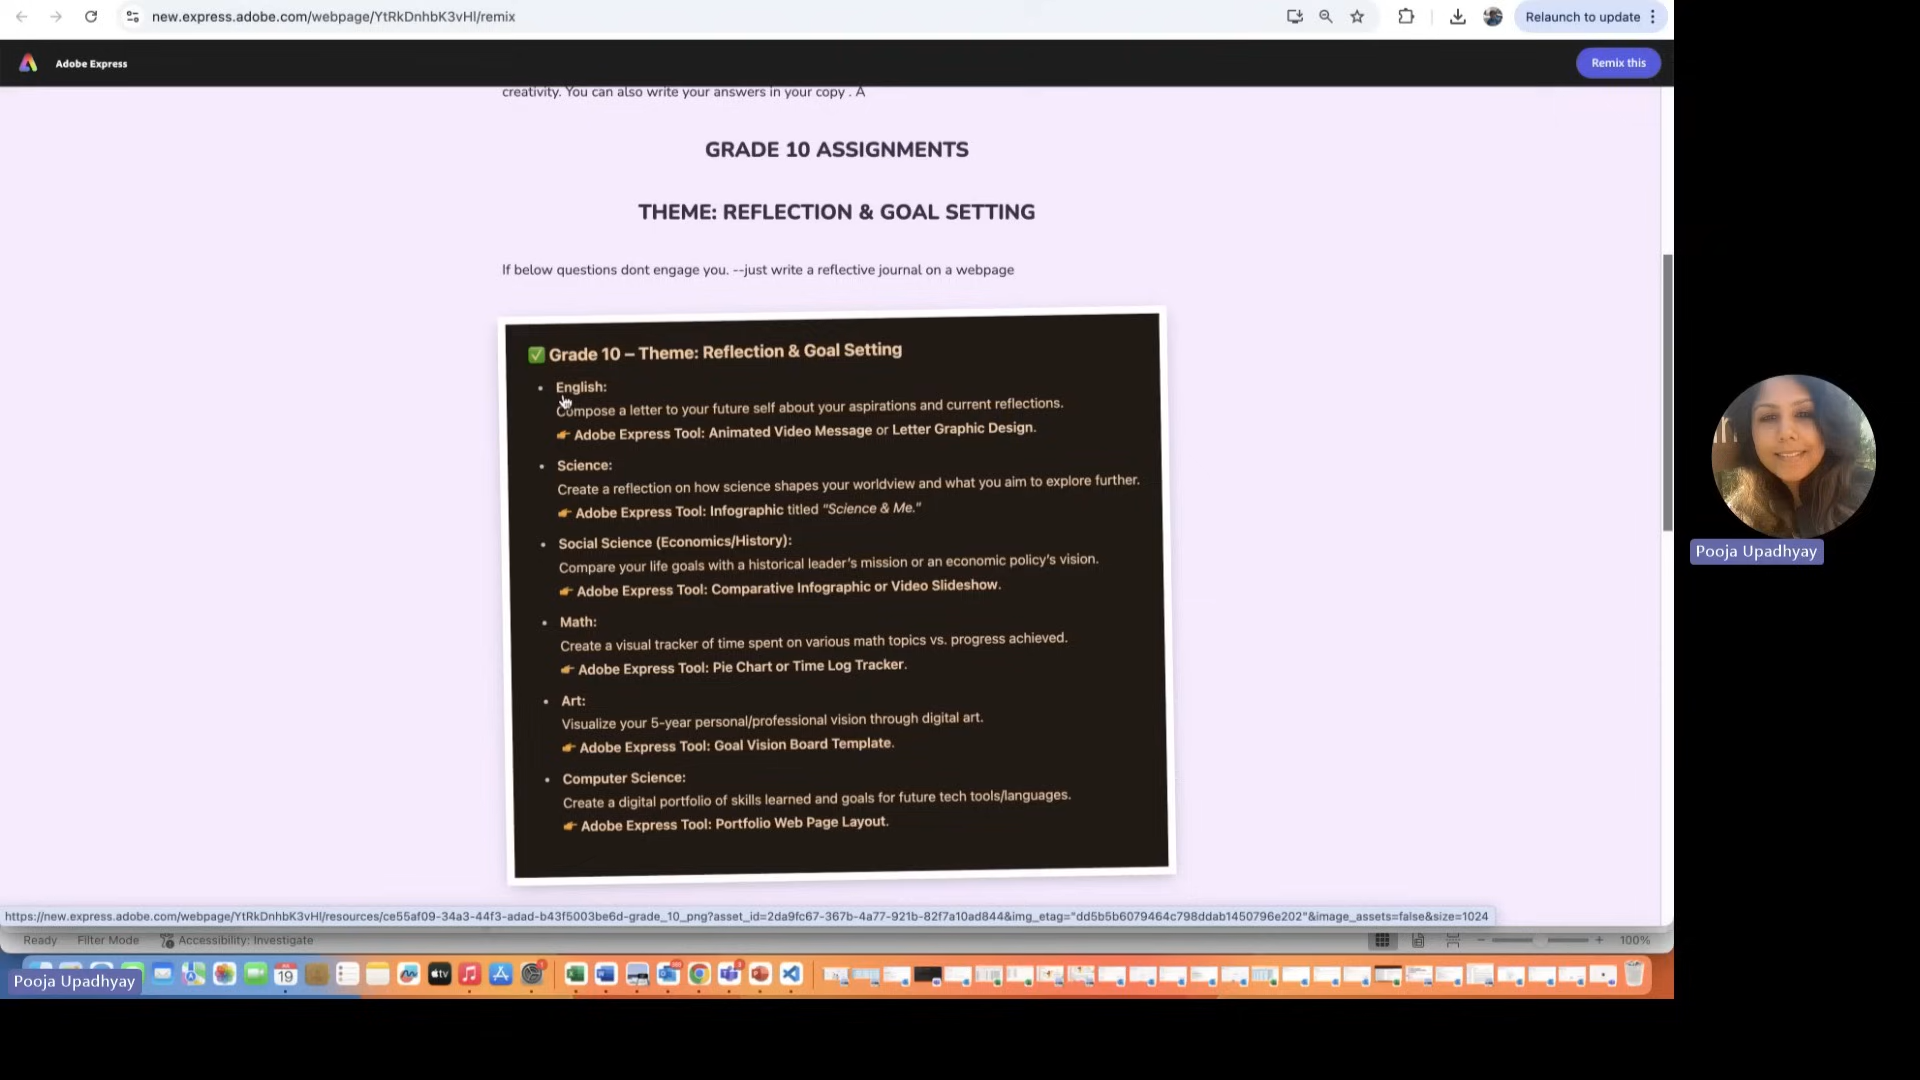 new.express.adobe.com/webpage/YtRkDnhbK3vHl/remix
Relaunch to update
Adobe Express
Remix this
creativity. You can also write your answers in your copy . A
GRADE 10 ASSIGNMENTS
THEME: REFLECTION & GOAL SETTING
If below questions dont engage you. --just write a reflective journal on a webpage
✅ Grade 10 – Theme: Reflection & Goal Setting
• English:
Compose a letter to your future self about your aspirations and current reflections.
👉 Adobe Express Tool: Animated Video Message or Letter Graphic Design.
• Science:
Create a reflection on how science shapes your worldview and what you aim to explore further.
👉 Adobe Express Tool: Infographic titled “Science & Me.”
• Social Science (Economics/History):
Compare your life goals with a historical leader’s mission or an economic policy’s vision.
👉 Adobe Express Tool: Comparative Infographic or Video Slideshow.
• Math:
Create a visual tracker of time spent on various math topics vs. progress achieved.
👉 Adobe Express Tool: Pie Chart or Time Log Tracker.
• Art:
Visualize your 5-year personal/professional vision through digital art.
👉 Adobe Express Tool: Goal Vision Board Template.
• Computer Science:
Create a digital portfolio of skills learned and goals for future tech tools/languages.
👉 Adobe Express Tool: Portfolio Web Page Layout.
Pooja Upadhyay
https://new.express.adobe.com/webpage/YtRkDnhbK3vHl/resources/ce55af09-34a3-44f3-adad-b43f5003be6d-grade_10_png?asset_id=2da9fc67-367b-4a77-921b-82f7a10ad844&img_etag="dd5b5b6079464c798ddab1450796e202"&image_assets=false&size=1024
Ready Filter Mode Accessibility: Investigate 100%
Pooja Upadhyay
19
tv